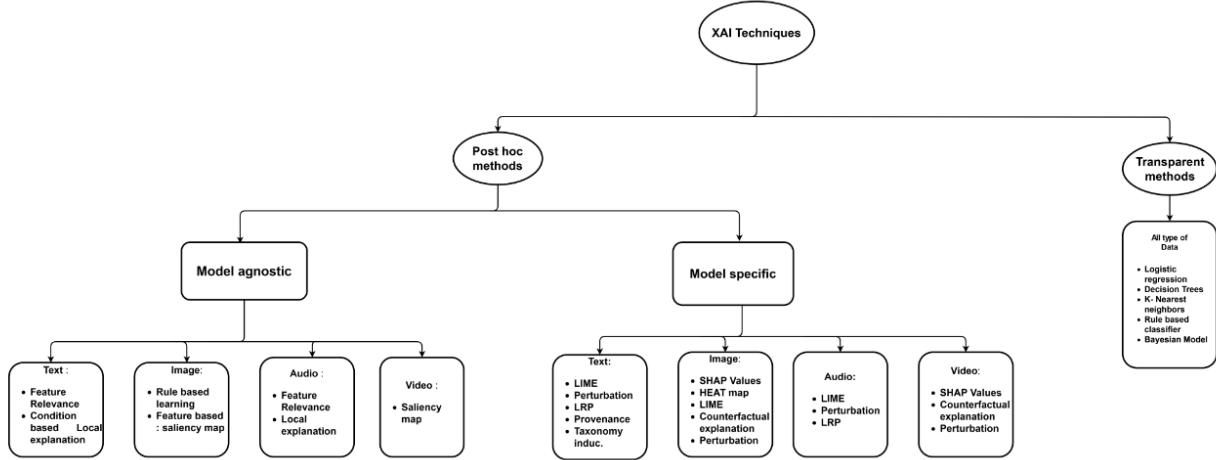 XAI Techniques
Post hoc
methods
Transparent
methods
Model agnostic
Model specific
All type of
Data
• Logistic
regression
• Decision Trees
• K- Nearest
neighbors
• Rule based
classifier
• Bayesian Model
Text :
• Feature
Relevance
• Condition
based Local
explanation
Image:
• Rule based
learning
• Feature based
: saliency map
Audio :
• Feature
Relevance
• Local
explanation
Video :
• Saliency
map
Text:
• LIME
• Perturbation
• LRP
• Provenance
• Taxonomy
induc.
Image:
• SHAP Values
• HEAT map
• LIME
• Counterfactual
explanation
• Perturbation
Audio:
• LIME
• Perturbation
• LRP
Video:
• SHAP Values
• Counterfactual
explanation
• Perturbation